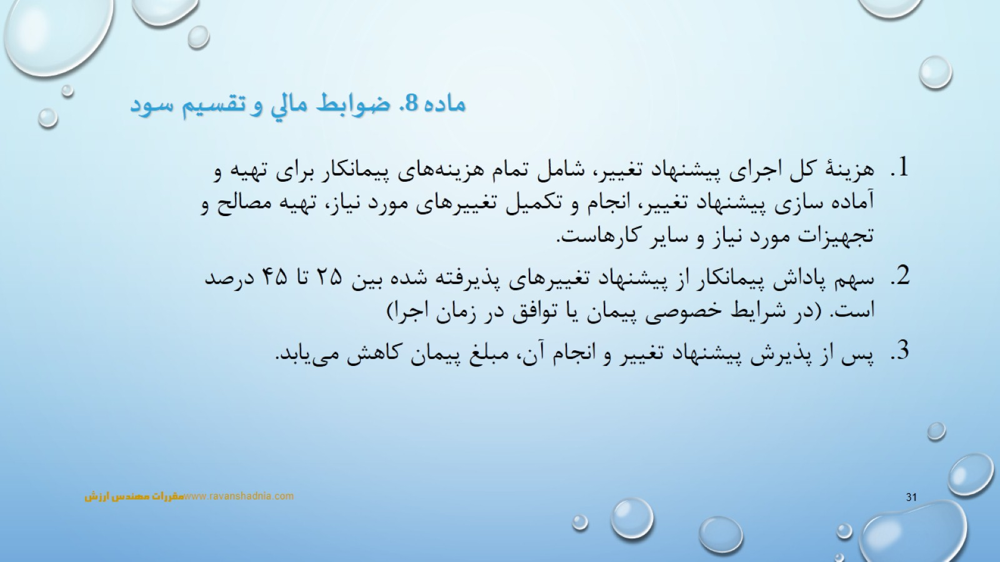 ماده 8. ضوابط مالي و تقسيم سود
1. هزینۀ کل اجرای پیشنهاد تغییر، شامل تمام هزینه‌های پیمانکار برای تهیه و
آماده سازی پیشنهاد تغییر، انجام و تکمیل تغییرهای مورد نیاز، تهیه مصالح و
تجهیزات مورد نیاز و سایر کارهاست.
2. سهم پاداش پیمانکار از پیشنهاد تغییرهای پذیرفته شده بین ۲۵ تا ۴۵ درصد
است. (در شرایط خصوصی پیمان یا توافق در زمان اجرا)
3. پس از پذیرش پیشنهاد تغییر و انجام آن، مبلغ پیمان کاهش می‌یابد.
مقررات مهندس ارزش www.ravanshadnia.com
31